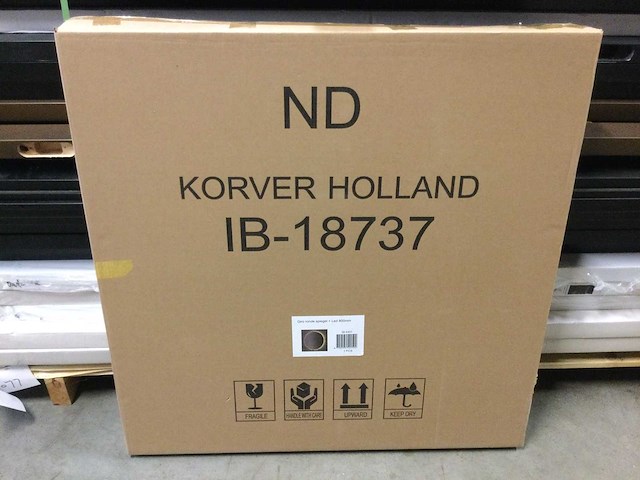 ND
KORVER HOLLAND
IB-18737
FRAGILE
HANDLE WITH CARE
UPWARD
KEEP DRY